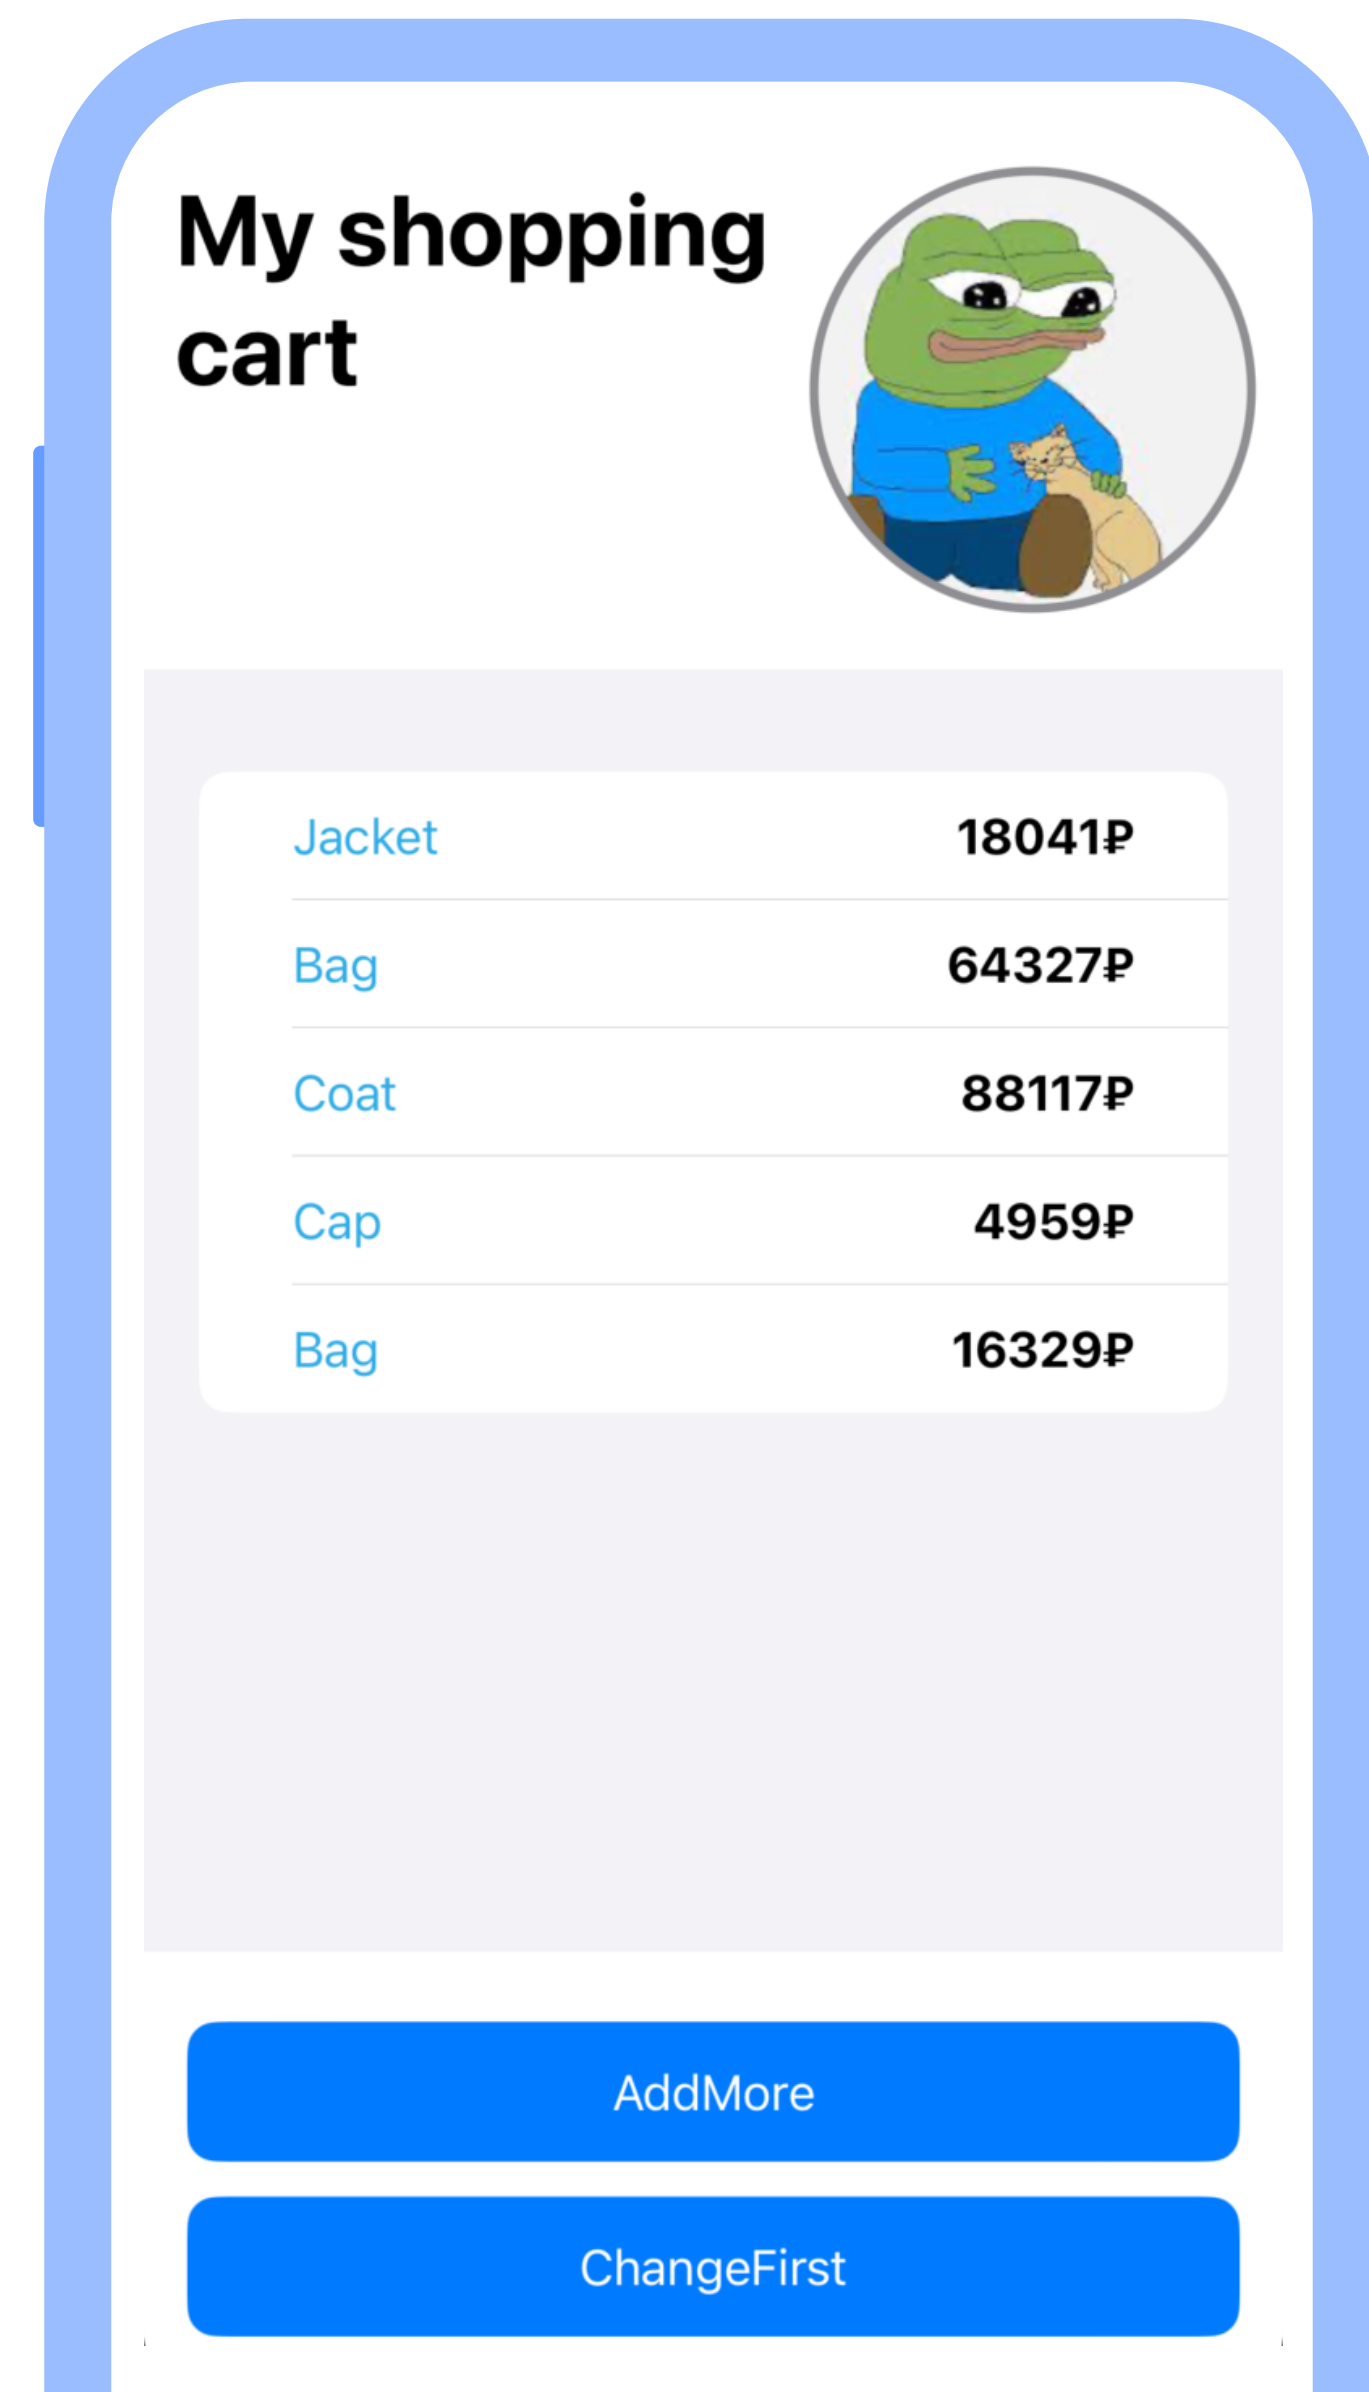 My shopping
cart
Jacket 18041₽
Bag 64327₽
Coat 88117₽
Cap 4959₽
Bag 16329₽
AddMore
ChangeFirst